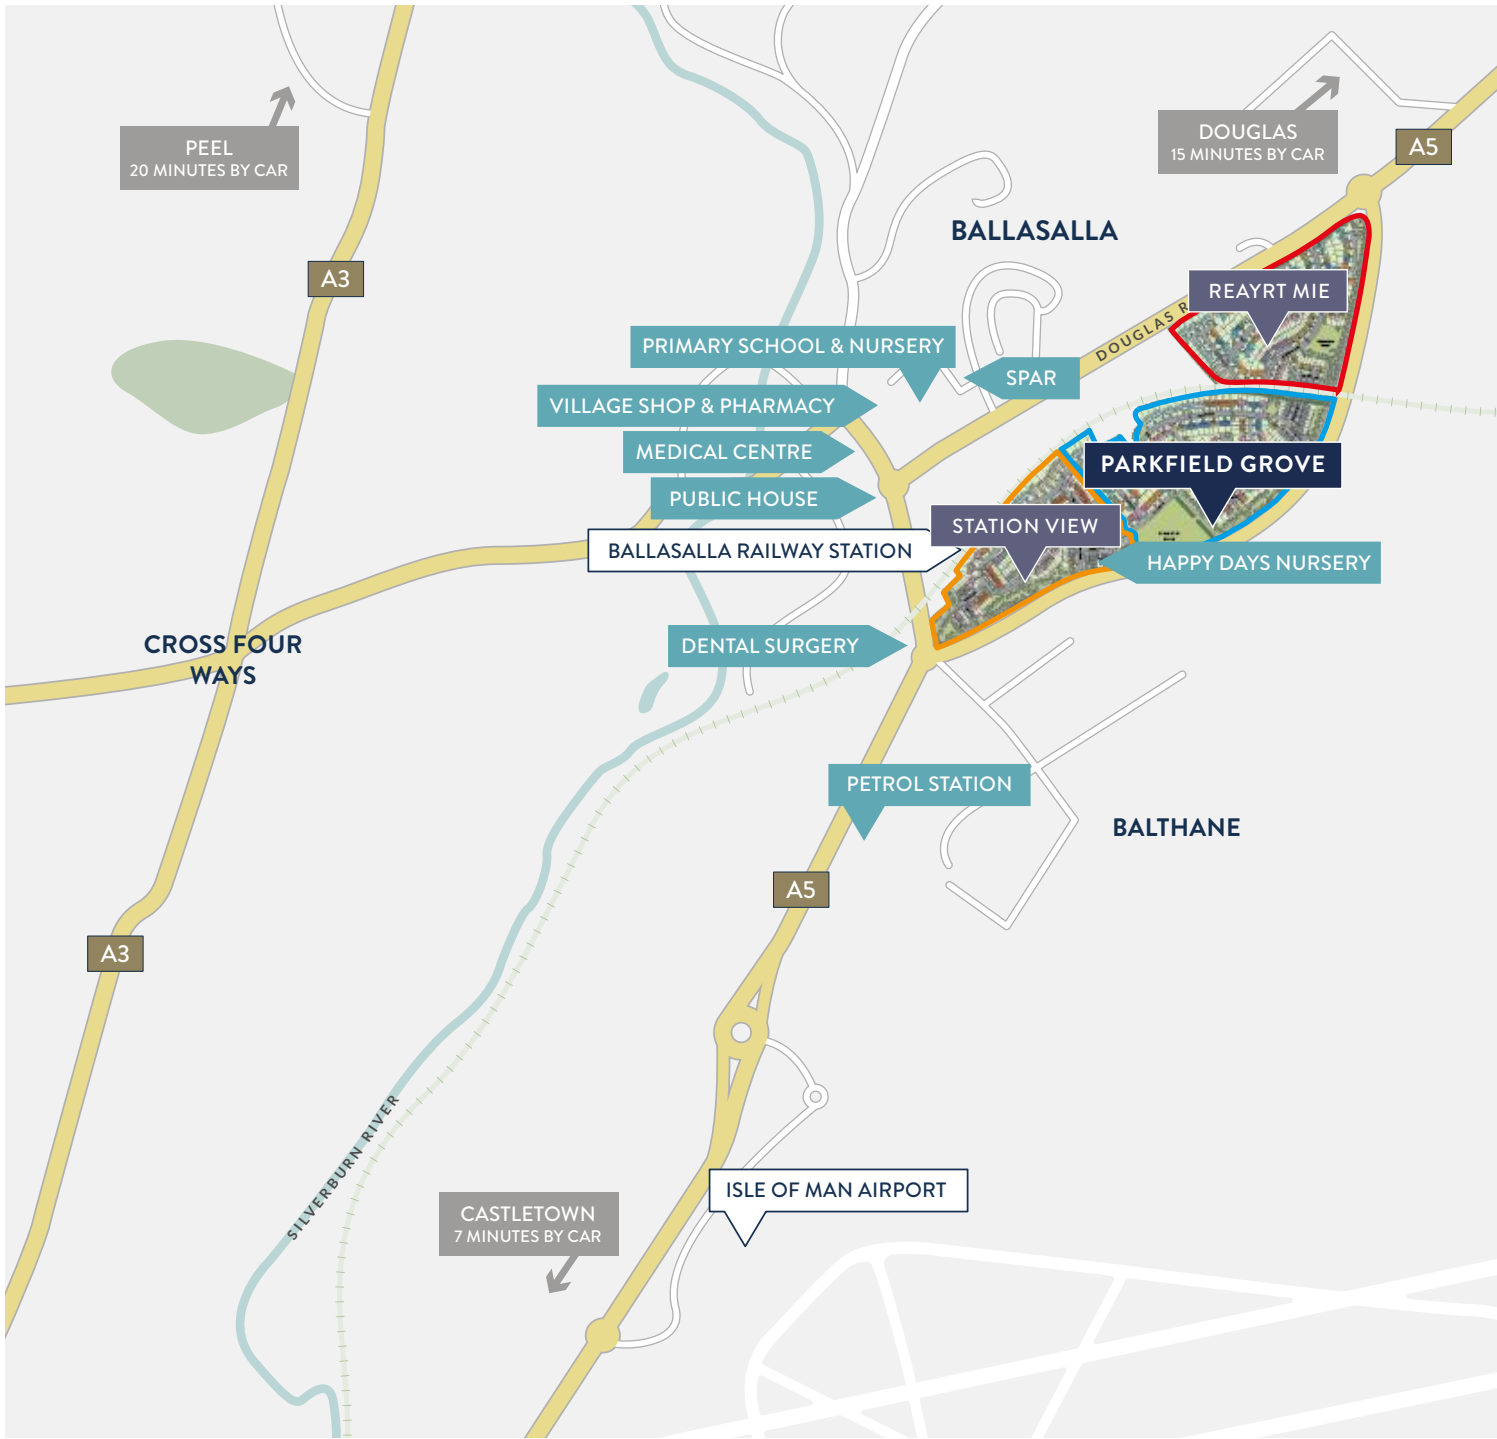 DOUGLAS
15 MINUTES BY CAR
PEEL
20 MINUTES BY CAR
A5
BALLASALLA
A3
REAYRT MIE
DOUGLAS R
PRIMARY SCHOOL & NURSERY
SPAR
VILLAGE SHOP & PHARMACY
MEDICAL CENTRE
PARKFIELD GROVE
PUBLIC HOUSE
STATION VIEW
BALLASALLA RAILWAY STATION
HAPPY DAYS NURSERY
CROSS FOUR
WAYS
DENTAL SURGERY
PETROL STATION
BALTHANE
A5
A3
SILVERBURN RIVER
ISLE OF MAN AIRPORT
CASTLETOWN
7 MINUTES BY CAR